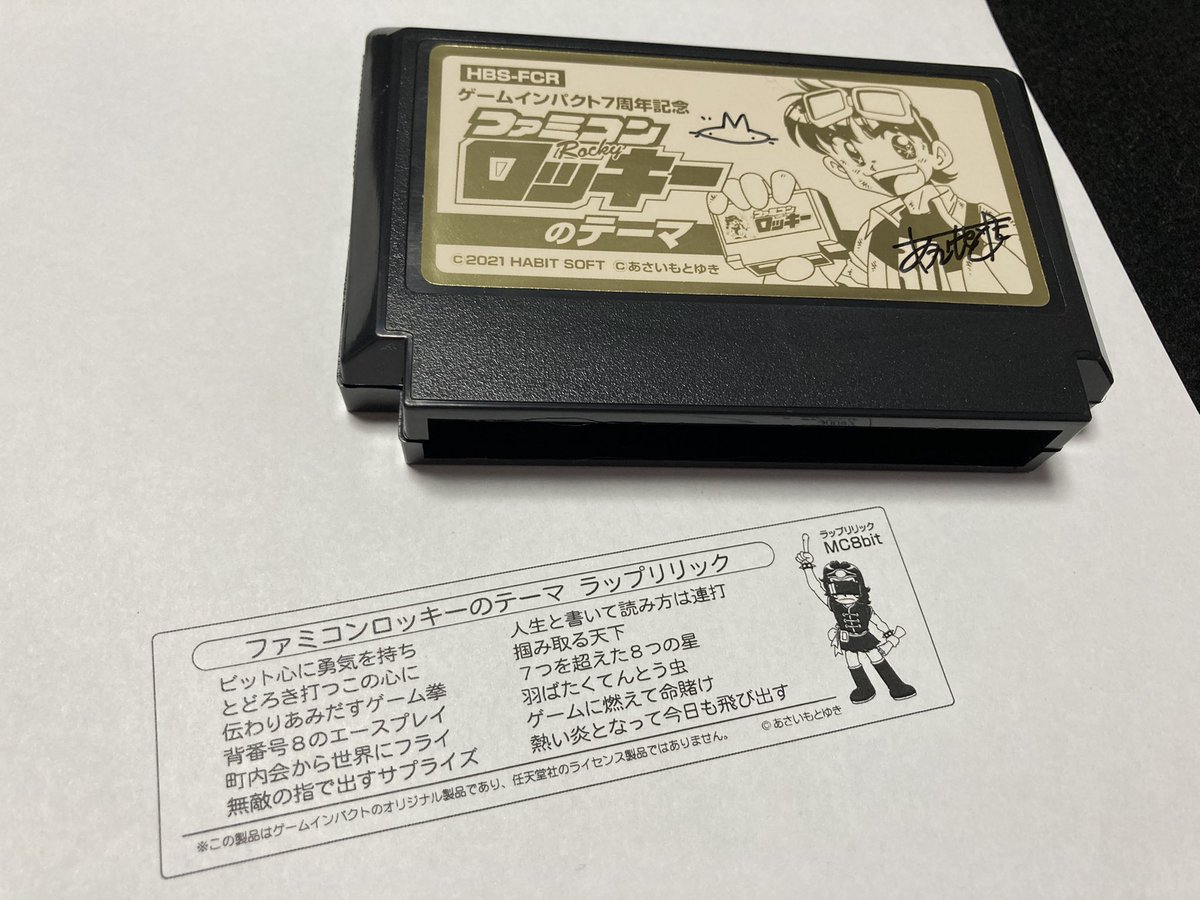 HBS-FCR
ゲームインパクト7周年記念
ファミコン
Rocky
ロッキー
のテーマ
ファミコン
ロッキー
©2021 HABIT SOFT ©あさいもとゆき
ラップリリック
MC8bit
ファミコンロッキーのテーマ ラップリリック
ビット心に勇気を持ち
とどろき打つこの心に
伝わりあみだすゲーム拳
背番号8のエースプレイ
町内会から世界にフライ
無敵の指で出すサプライズ
人生と書いて読み方は連打
掴み取る天下
7つを超えた8つの星
羽ばたくてんとう虫
ゲームに燃えて命賭け
熱い炎となって今日も飛び出す
©あさいもとゆき
※この製品はゲームインパクトのオリジナル製品であり、任天堂社のライセンス製品ではありません。